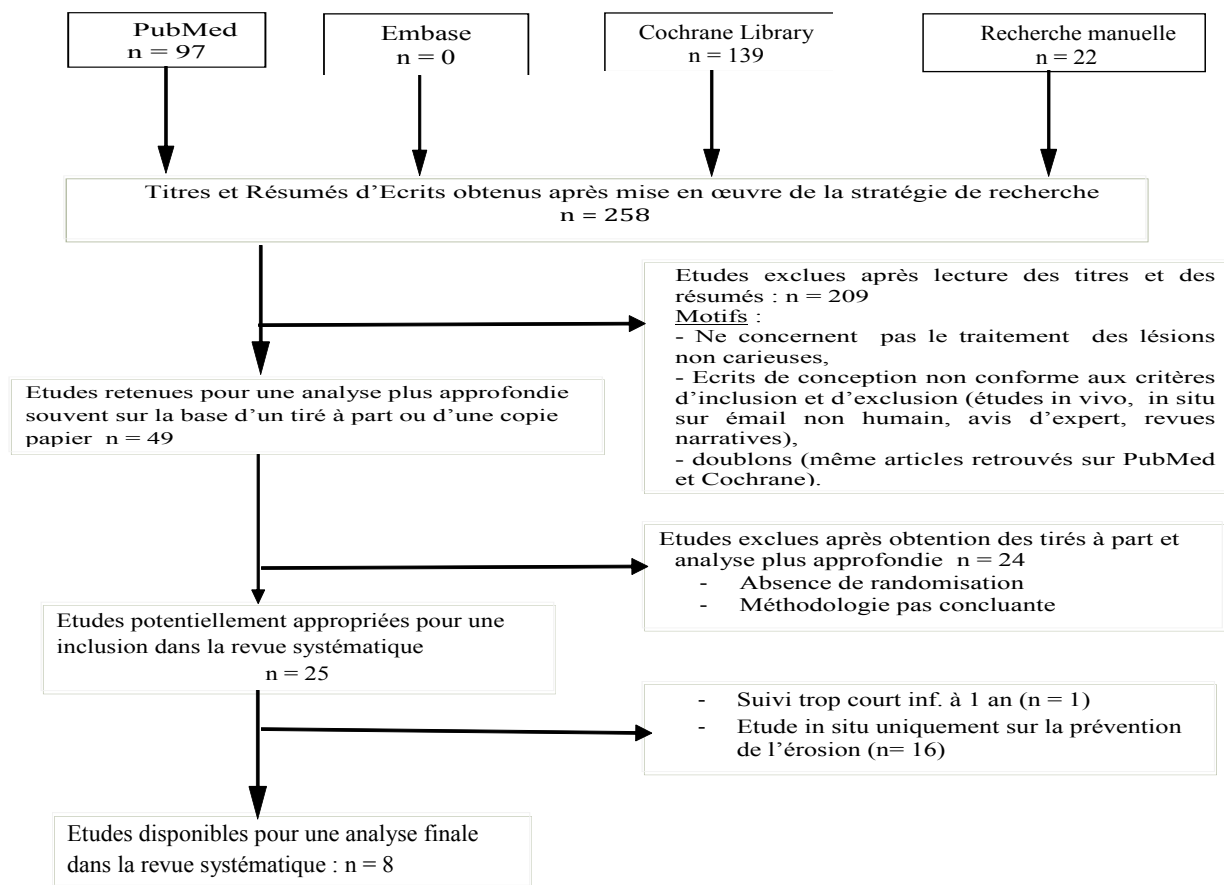 PubMed
n = 97
Embase
n = 0
Cochrane Library
n = 139
Recherche manuelle
n = 22
Titres et Résumés d’Ecrits obtenus après mise en œuvre de la stratégie de recherche
n = 258
Etudes exclues après lecture des titres et des
résumés : n = 209
Motifs :
- Ne concernent pas le traitement des lésions
non carieuses,
- Ecrits de conception non conforme aux critères
d’inclusion et d’exclusion (études in vivo, in situ
sur émail non humain, avis d’expert, revues
narratives),
- doublons (même articles retrouvés sur PubMed
et Cochrane).
Etudes retenues pour une analyse plus approfondie
souvent sur la base d’un tiré à part ou d’une copie
papier n = 49
Etudes exclues après obtention des tirés à part et
analyse plus approfondie n = 24
- Absence de randomisation
- Méthodologie pas concluante
Etudes potentiellement appropriées pour une
inclusion dans la revue systématique
n = 25
- Suivi trop court inf. à 1 an (n = 1)
- Etude in situ uniquement sur la prévention
de l’érosion (n= 16)
Etudes disponibles pour une analyse finale
dans la revue systématique : n = 8